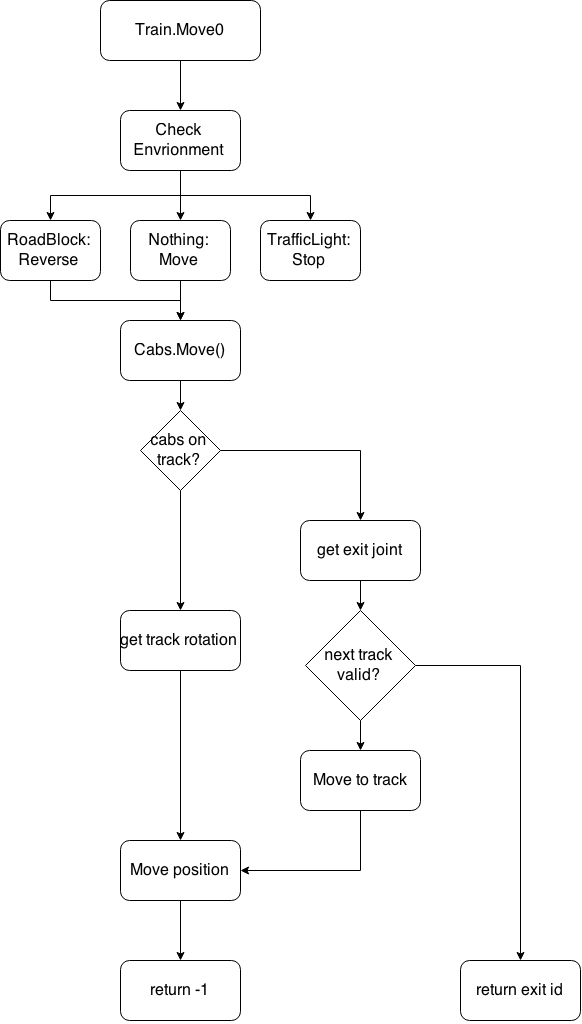 Train.Move0
Check
Envrionment
RoadBlock:
Reverse
Nothing:
Move
TrafficLight:
Stop
Cabs.Move()
cabs on
track?
get exit joint
get track rotation
next track
valid?
Move to track
Move position
return -1
return exit id